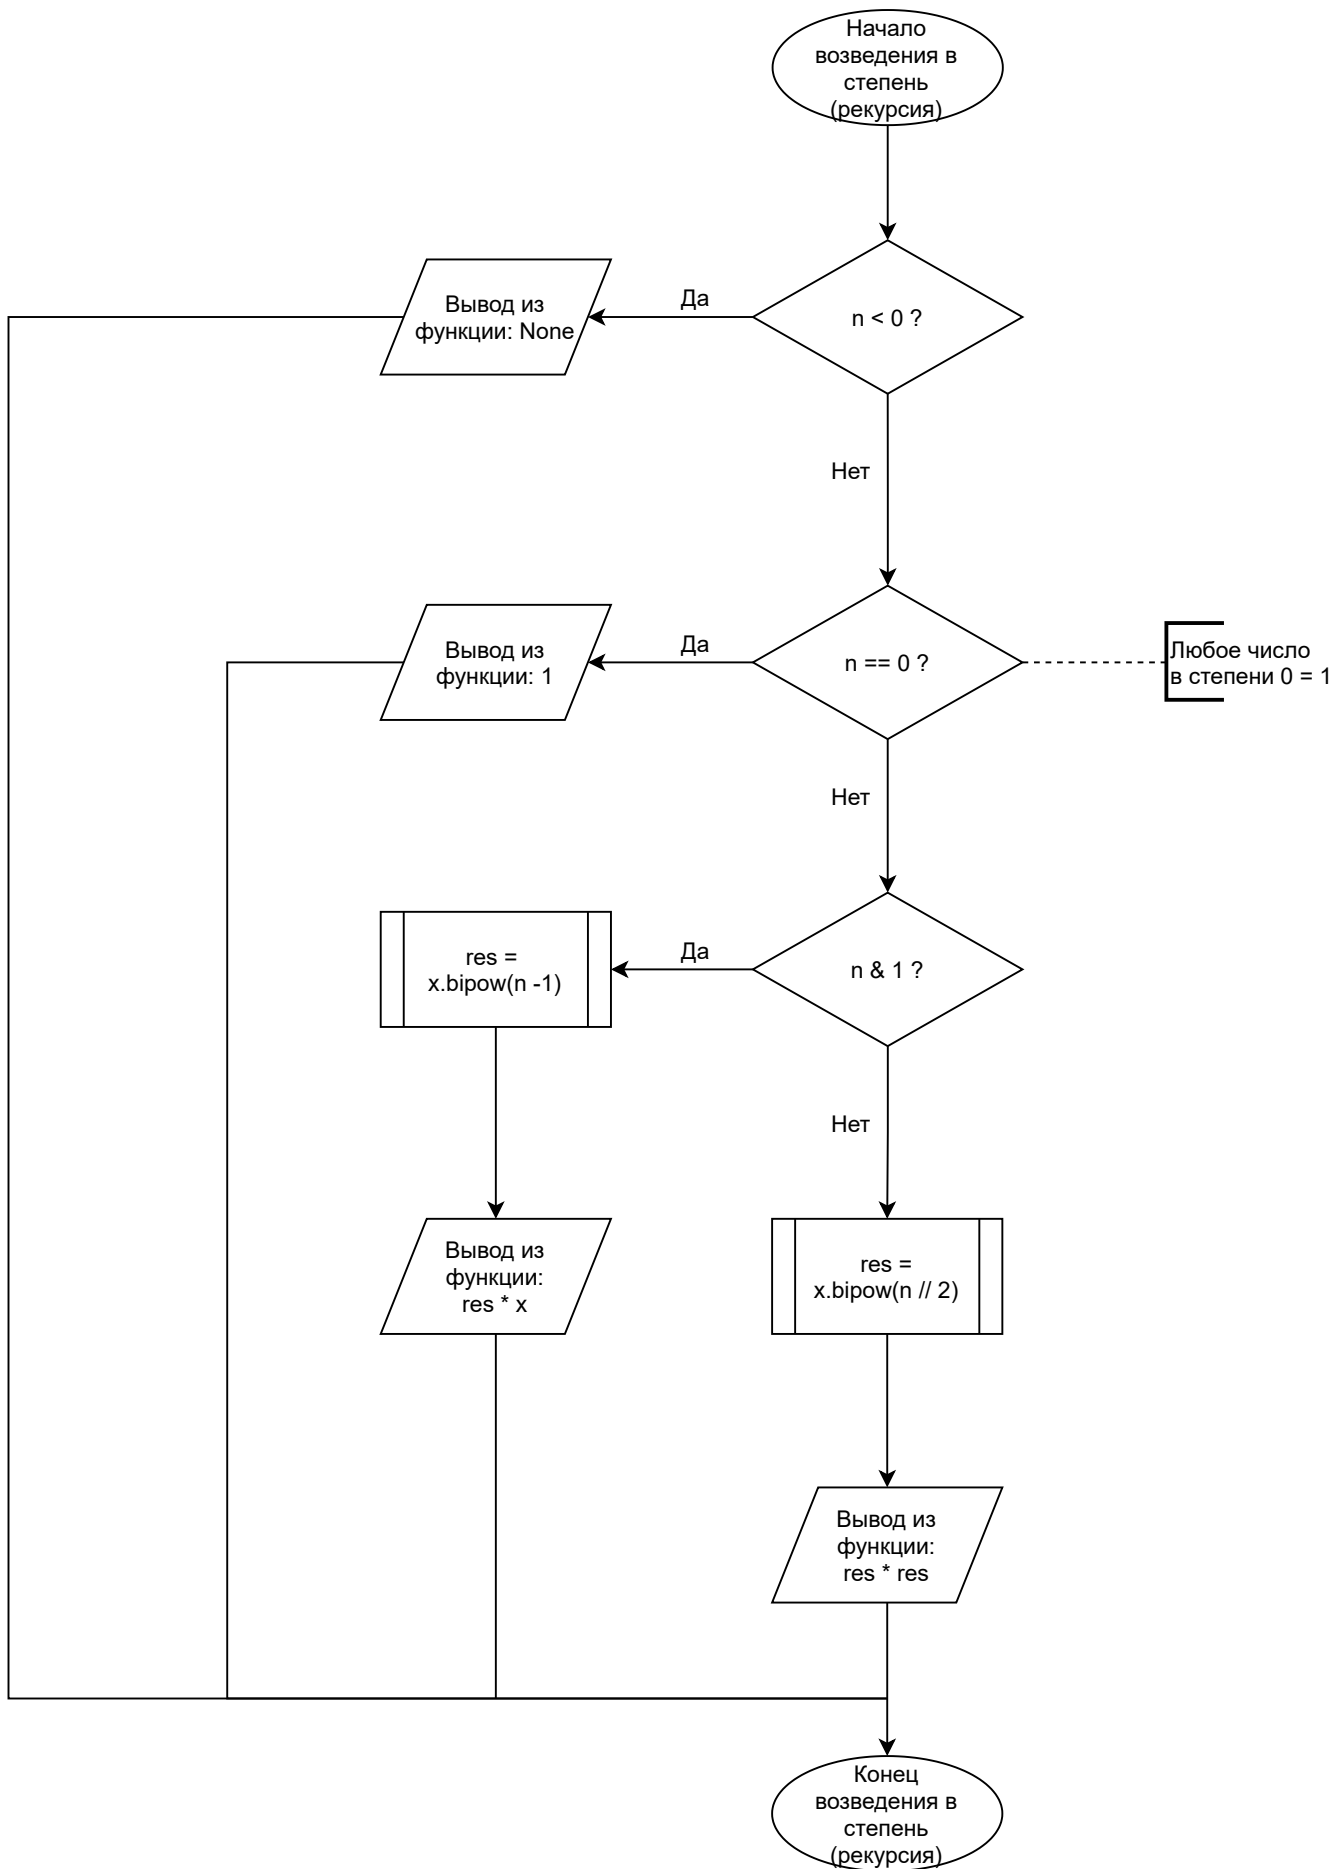 Начало
возведения в
степень
(рекурсия)
n < 0 ?
Да
Вывод из
функции: None
Нет
n == 0 ?
Да
Вывод из
функции: 1
Любое число
в степени 0 = 1
Нет
n & 1 ?
Да
res =
x.bipow(n -1)
Нет
Вывод из
функции:
res * x
res =
x.bipow(n // 2)
Вывод из
функции:
res * res
Конец
возведения в
степень
(рекурсия)